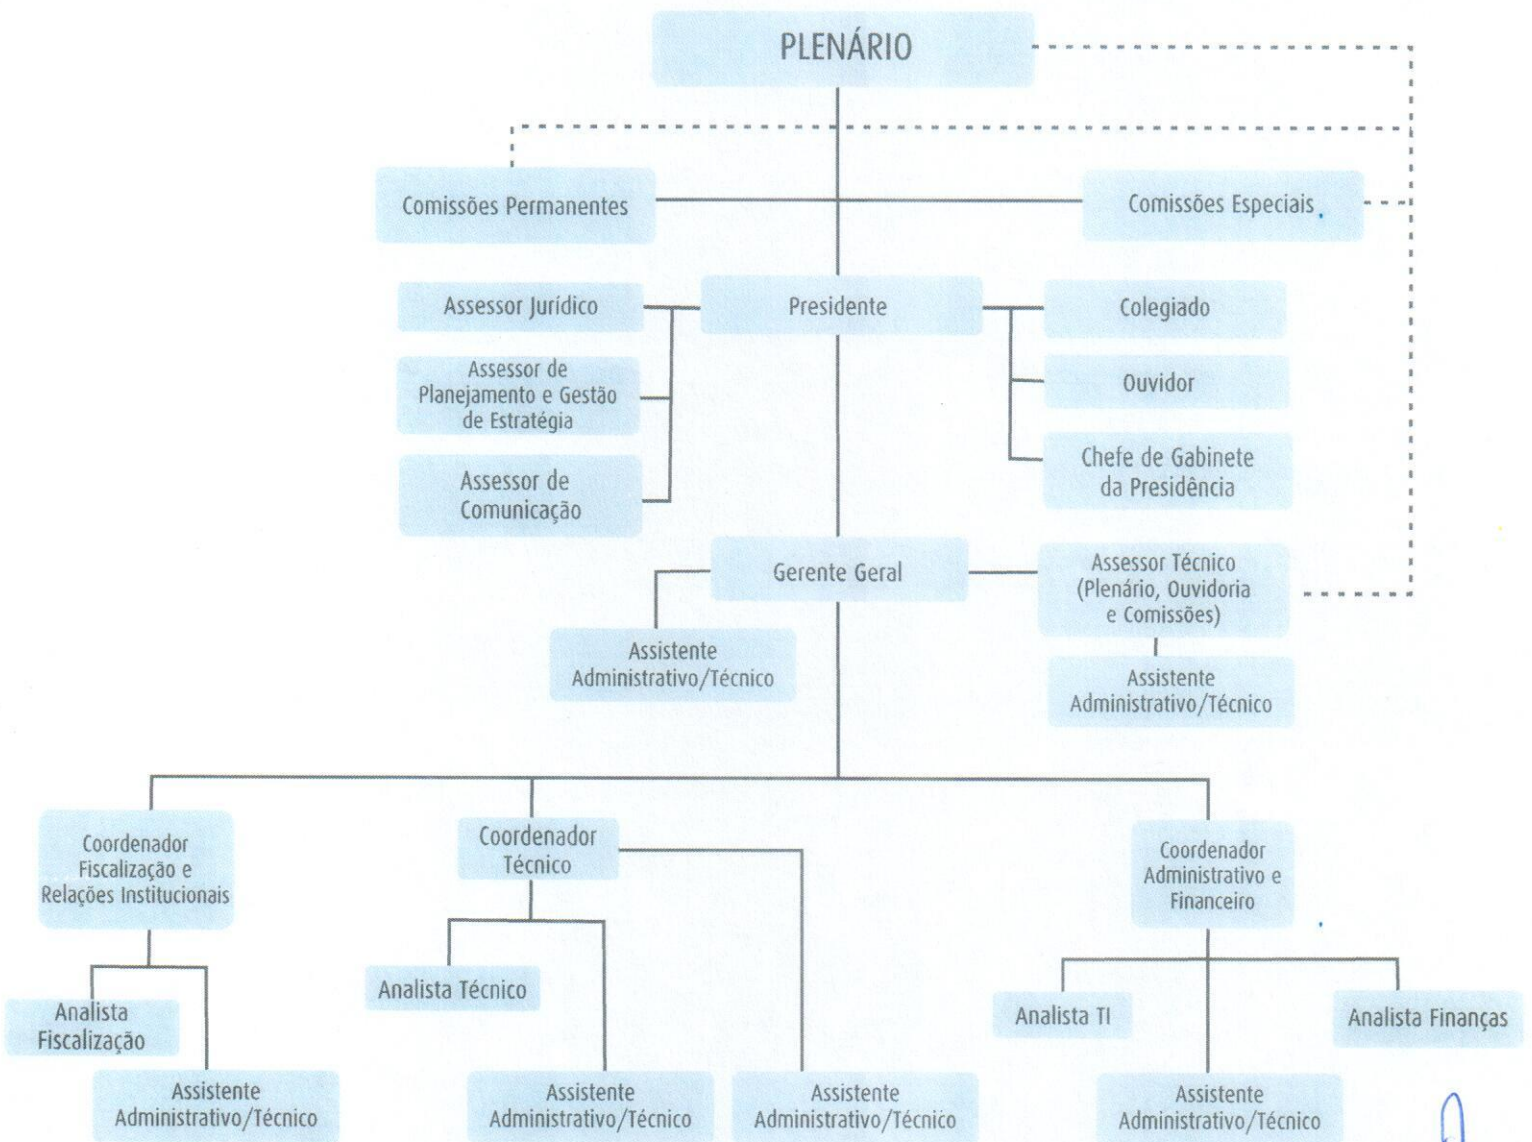 PLENÁRIO
Comissões Permanentes
Comissões Especiais
Assessor Jurídico
Presidente
Colegiado
Assessor de
Planejamento e Gestão
de Estratégia
Ouvidor
Assessor de
Comunicação
Chefe de Gabinete
da Presidência
Gerente Geral
Assessor Técnico
(Plenário, Ouvidoria
e Comissões)
Assistente
Administrativo/Técnico
Assistente
Administrativo/Técnico
Coordenador
Fiscalização e
Relações Institucionais
Coordenador
Técnico
Coordenador
Administrativo e
Financeiro
Analista
Fiscalização
Analista Técnico
Analista TI
Analista Finanças
Assistente
Administrativo/Técnico
Assistente
Administrativo/Técnico
Assistente
Administrativo/Técnico
Assistente
Administrativo/Técnico